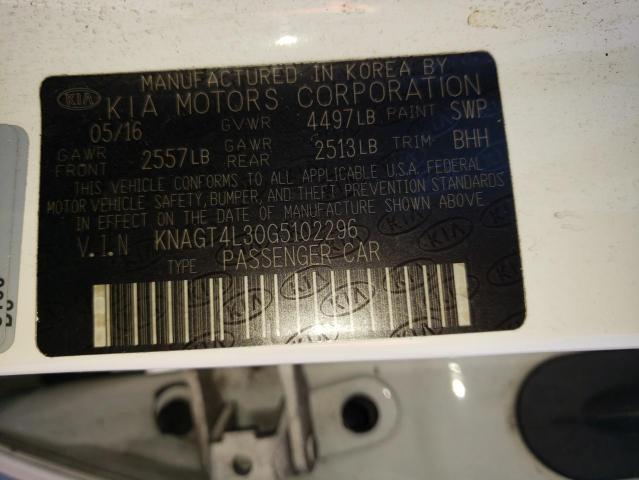 MANUFACTURED IN KOREA BY
KIA KIA MOTORS CORPORATION
05/16 GVWR 4497LB PAINT SWP
GAWR FRONT 2557LB GAWR REAR 2513LB TRIM BHH
THIS VEHICLE CONFORMS TO ALL APPLICABLE U.S.A. FEDERAL
MOTOR VEHICLE SAFETY, BUMPER, AND THEFT PREVENTION STANDARDS
IN EFFECT ON THE DATE OF MANUFACTURE SHOWN ABOVE.
V.I.N KNAGT4L30G5102296
TYPE PASSENGER CAR